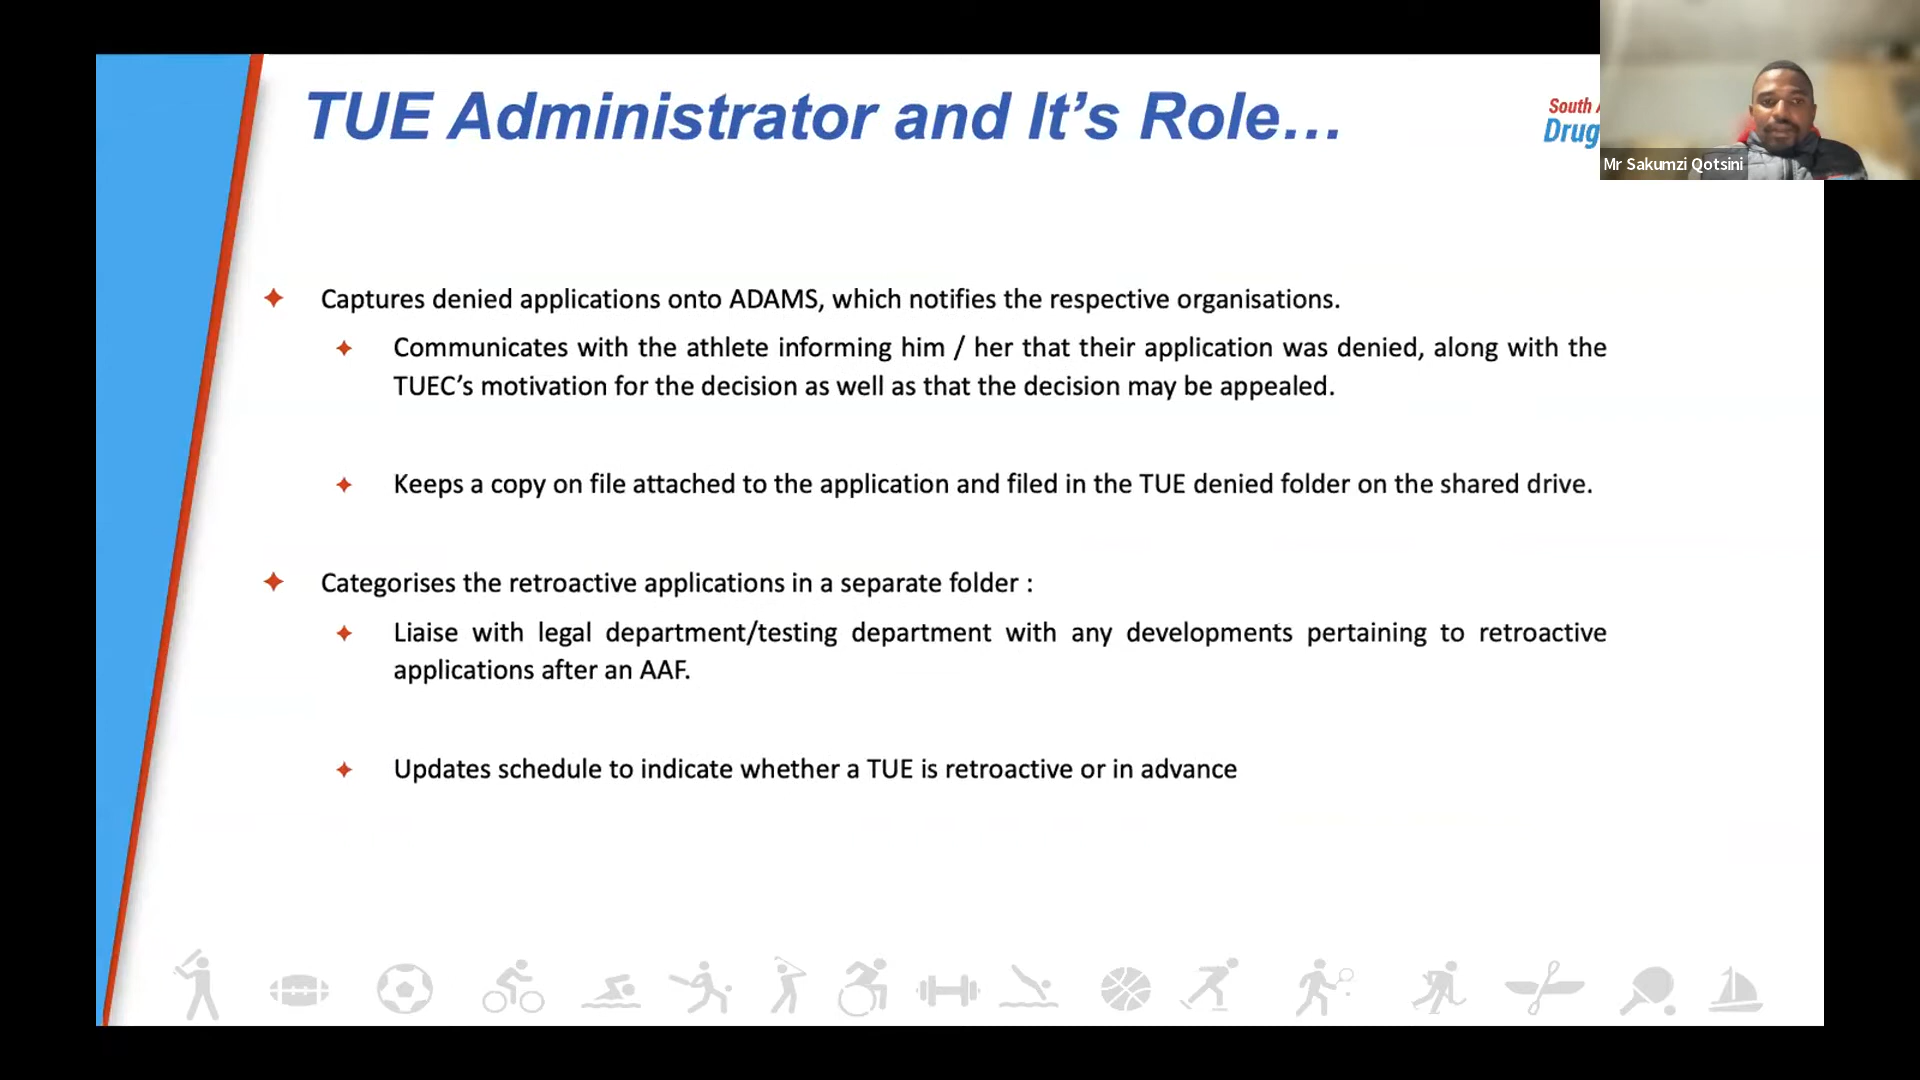 TUE Administrator and It’s Role…
South
Drug
Mr Sakumzi Qotsini
Captures denied applications onto ADAMS, which notifies the respective organisations.
Communicates with the athlete informing him / her that their application was denied, along with the
TUEC’s motivation for the decision as well as that the decision may be appealed.
Keeps a copy on file attached to the application and filed in the TUE denied folder on the shared drive.
Categorises the retroactive applications in a separate folder :
Liaise with legal department/testing department with any developments pertaining to retroactive
applications after an AAF.
Updates schedule to indicate whether a TUE is retroactive or in advance